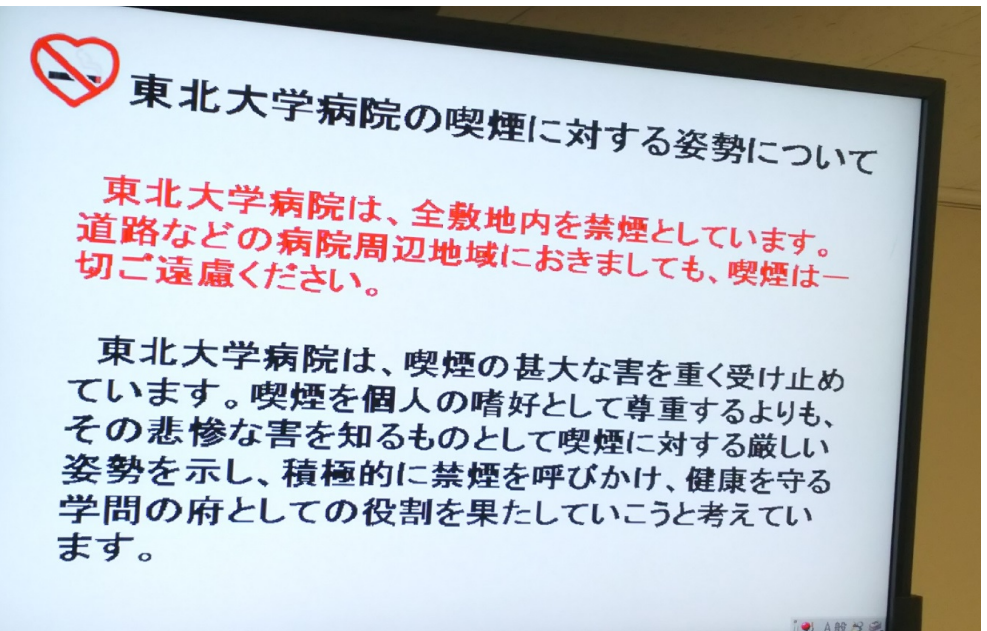 東北大学病院の喫煙に対する姿勢について
東北大学病院は、全敷地内を禁煙としています。
道路などの病院周辺地域におきましても、喫煙は一
切ご遠慮ください。
東北大学病院は、喫煙の甚大な害を重く受け止め
ています。喫煙を個人の嗜好として尊重するよりも、
その悲惨な害を知るものとして喫煙に対する厳しい
姿勢を示し、積極的に禁煙を呼びかけ、健康を守る
学問の府としての役割を果たしていこうと考えてい
ます。
A 般